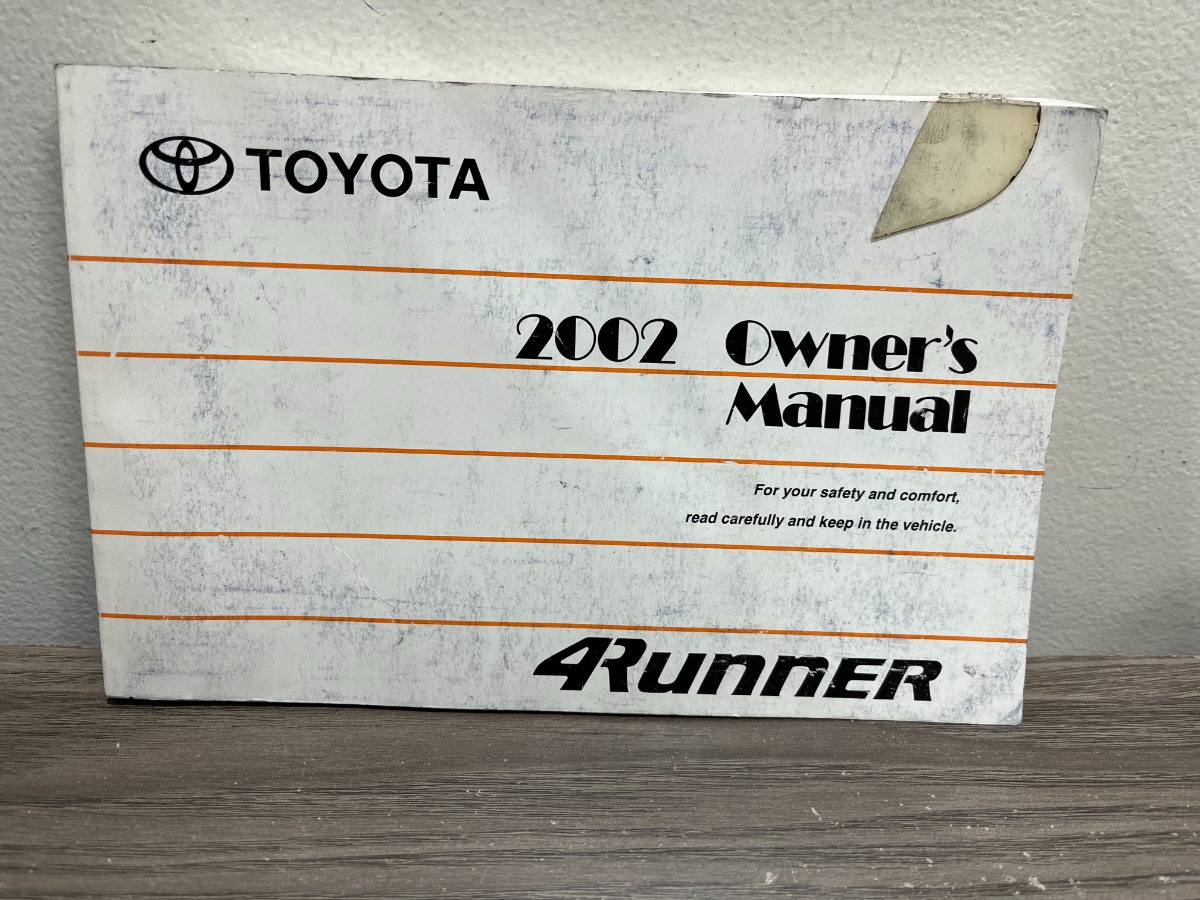 TOYOTA
2002 Owner's
Manual
For your safety and comfort,
read carefully and keep in the vehicle.
4Runner